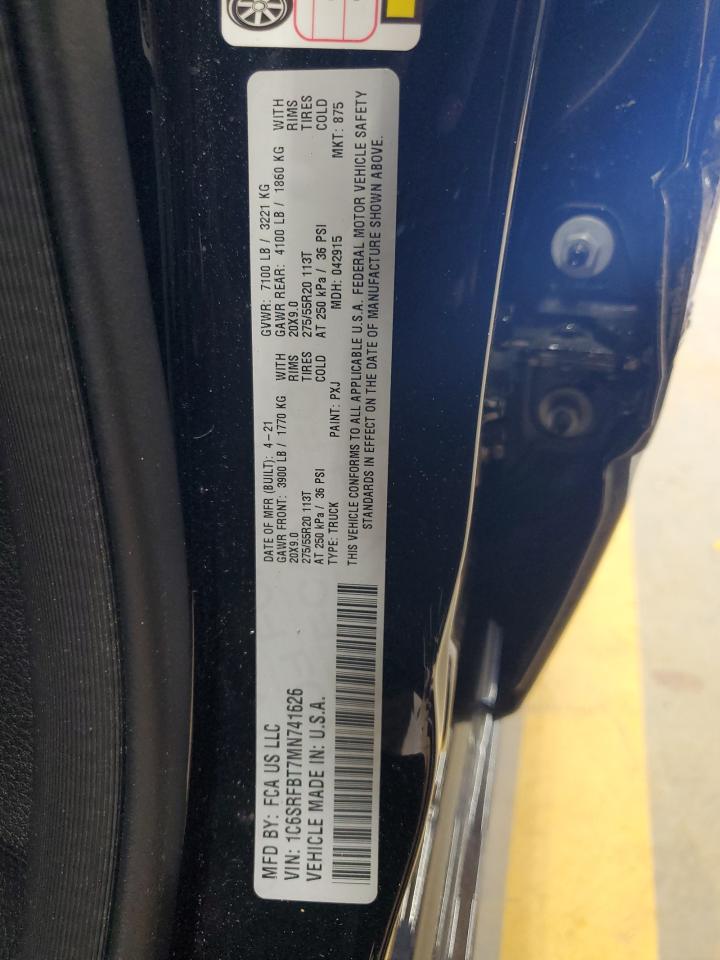 MFD BY: FCA US LLC
VIN: 1C6SRFBT7MN741626
VEHICLE MADE IN: U.S.A.
DATE OF MFR (BUILT): 4-21
GAWR FRONT: 3900 LB / 1770 KG WITH
20X9.0 RIMS
275/55R20 113T TIRES
AT 250 kPa / 36 PSI COLD
TYPE: TRUCK PAINT: PXJ
GVWR: 7100 LB / 3221 KG
GAWR REAR: 4100 LB / 1860 KG WITH
20X9.0 RIMS
275/55R20 113T TIRES
AT 250 kPa / 36 PSI COLD
MDH: 042915 MKT: 875
THIS VEHICLE CONFORMS TO ALL APPLICABLE U.S.A. FEDERAL MOTOR VEHICLE SAFETY
STANDARDS IN EFFECT ON THE DATE OF MANUFACTURE SHOWN ABOVE.